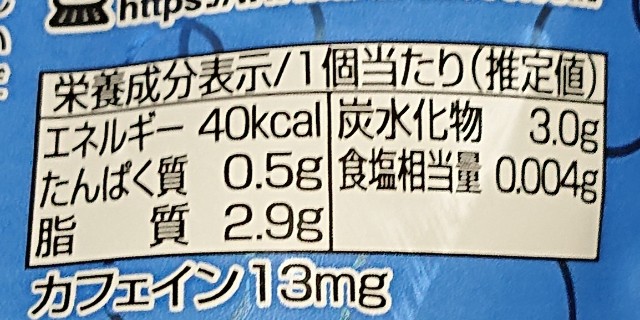 https://www.
栄養成分表示/1個当たり(推定値)
エネルギー 40kcal
たんぱく質 0.5g
脂 質 2.9g
炭水化物 3.0g
食塩相当量 0.004g
カフェイン13mg